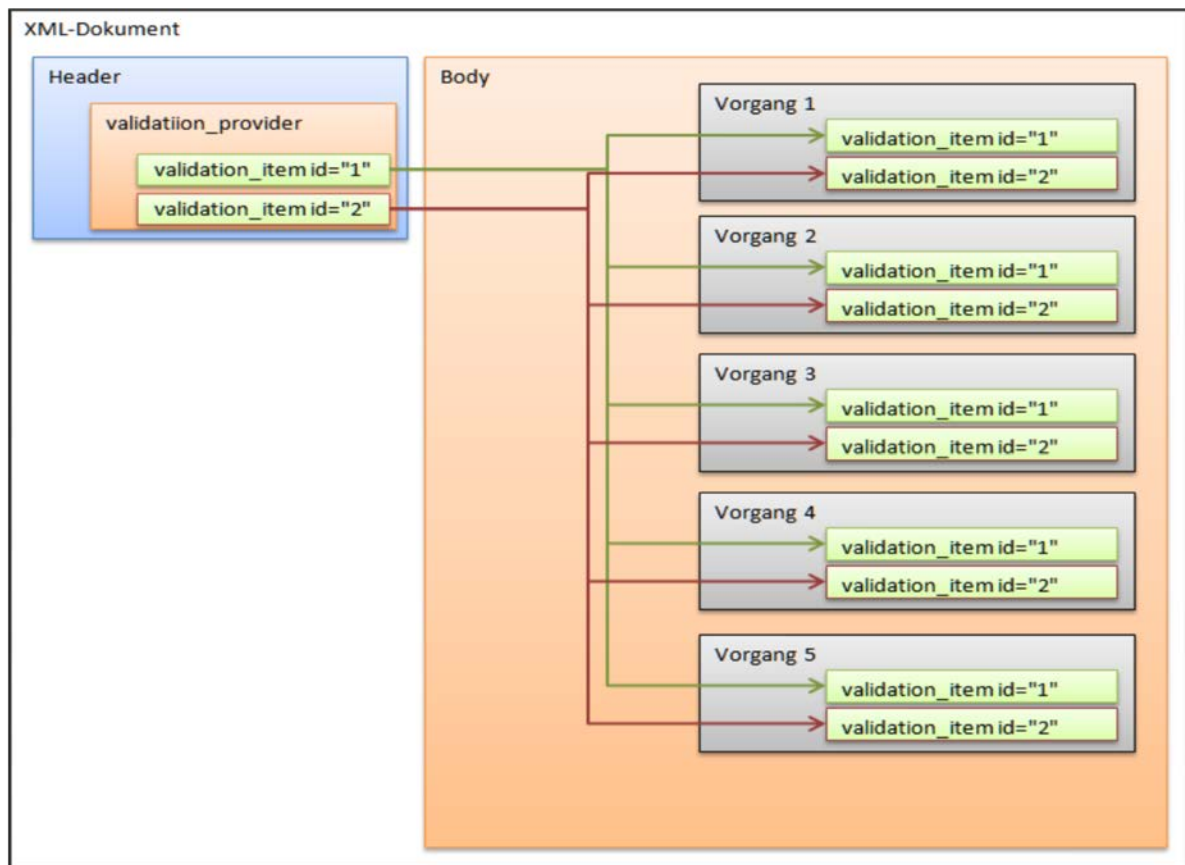 XML-Dokument
Header
validatiion_provider
validation_item id="1"
validation_item id="2"
Body
Vorgang 1
validation_item id="1"
validation_item id="2"
Vorgang 2
validation_item id="1"
validation_item id="2"
Vorgang 3
validation_item id="1"
validation_item id="2"
Vorgang 4
validation_item id="1"
validation_item id="2"
Vorgang 5
validation_item id="1"
validation_item id="2"